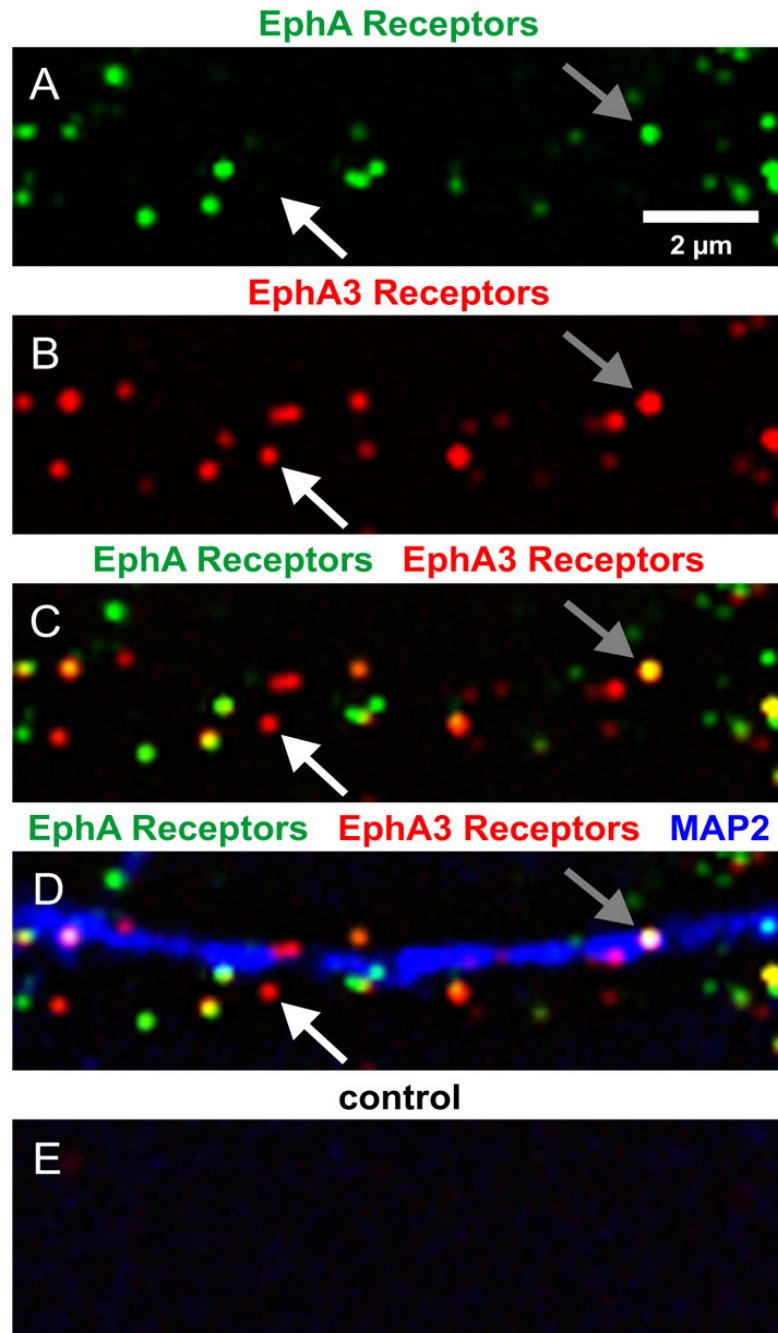 EphA Receptors
A
2 µm
EphA3 Receptors
B
EphA Receptors EphA3 Receptors
C
EphA Receptors EphA3 Receptors MAP2
D
control
E